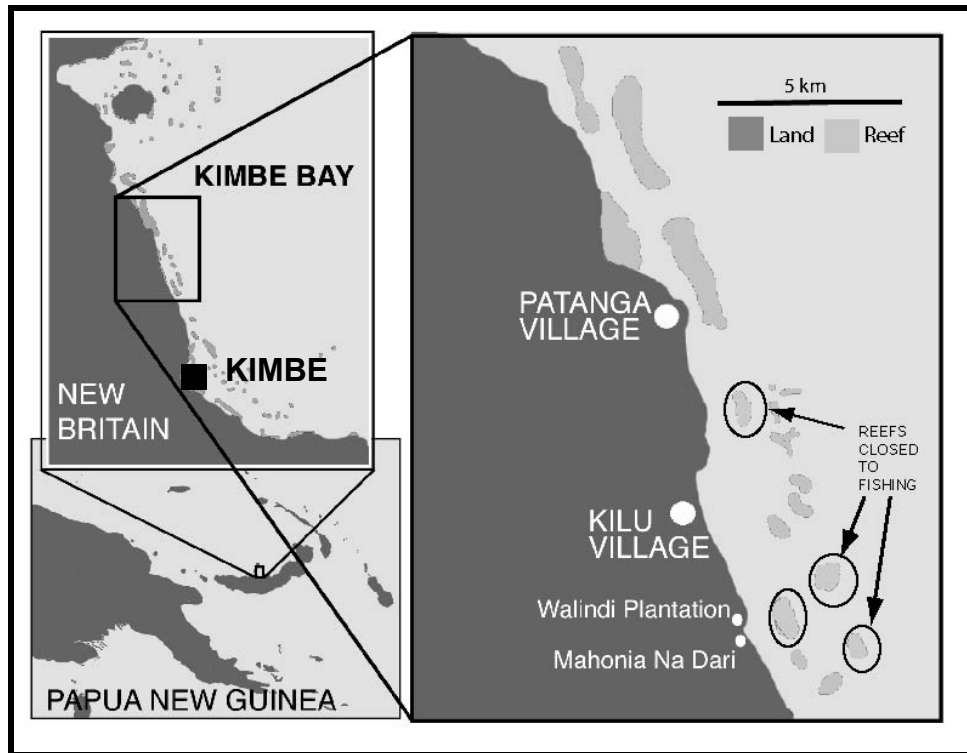 KIMBE BAY
KIMBE
NEW
BRITAIN
PAPUA NEW GUINEA
5 km
Land
Reef
PATANGA
VILLAGE
REEFS
CLOSED
TO
FISHING
KILU
VILLAGE
Walindi Plantation
Mahonia Na Dari